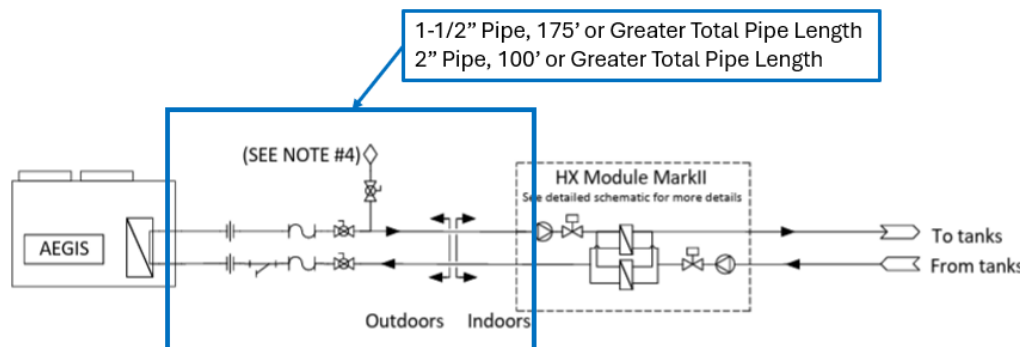 1-1/2” Pipe, 175’ or Greater Total Pipe Length
2” Pipe, 100’ or Greater Total Pipe Length
(SEE NOTE #4)
HX Module MarkII
See detailed schematic for more details
AEGIS
To tanks
From tanks
Outdoors
Indoors